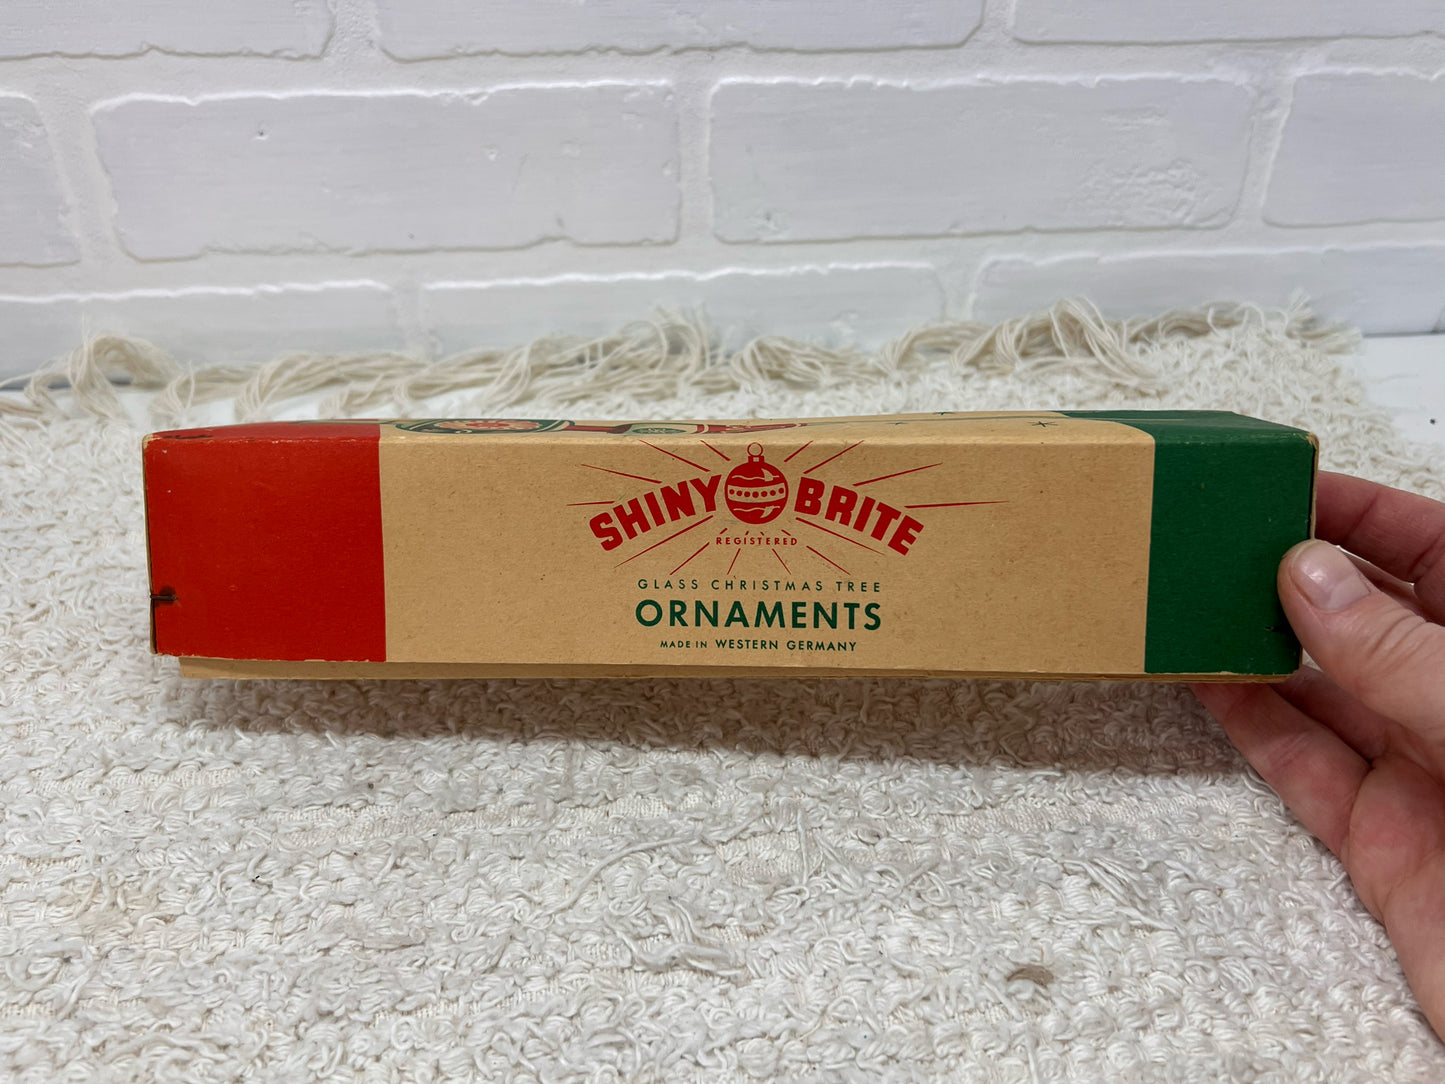 SHINY BRITE
REGISTERED
GLASS CHRISTMAS TREE
ORNAMENTS
MADE IN WESTERN GERMANY